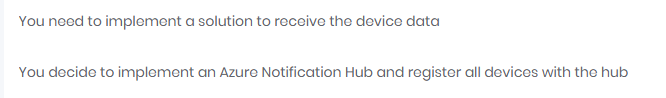 You need to implement a solution to receive the device data
You decide to implement an Azure Notification Hub and register all devices with the hub